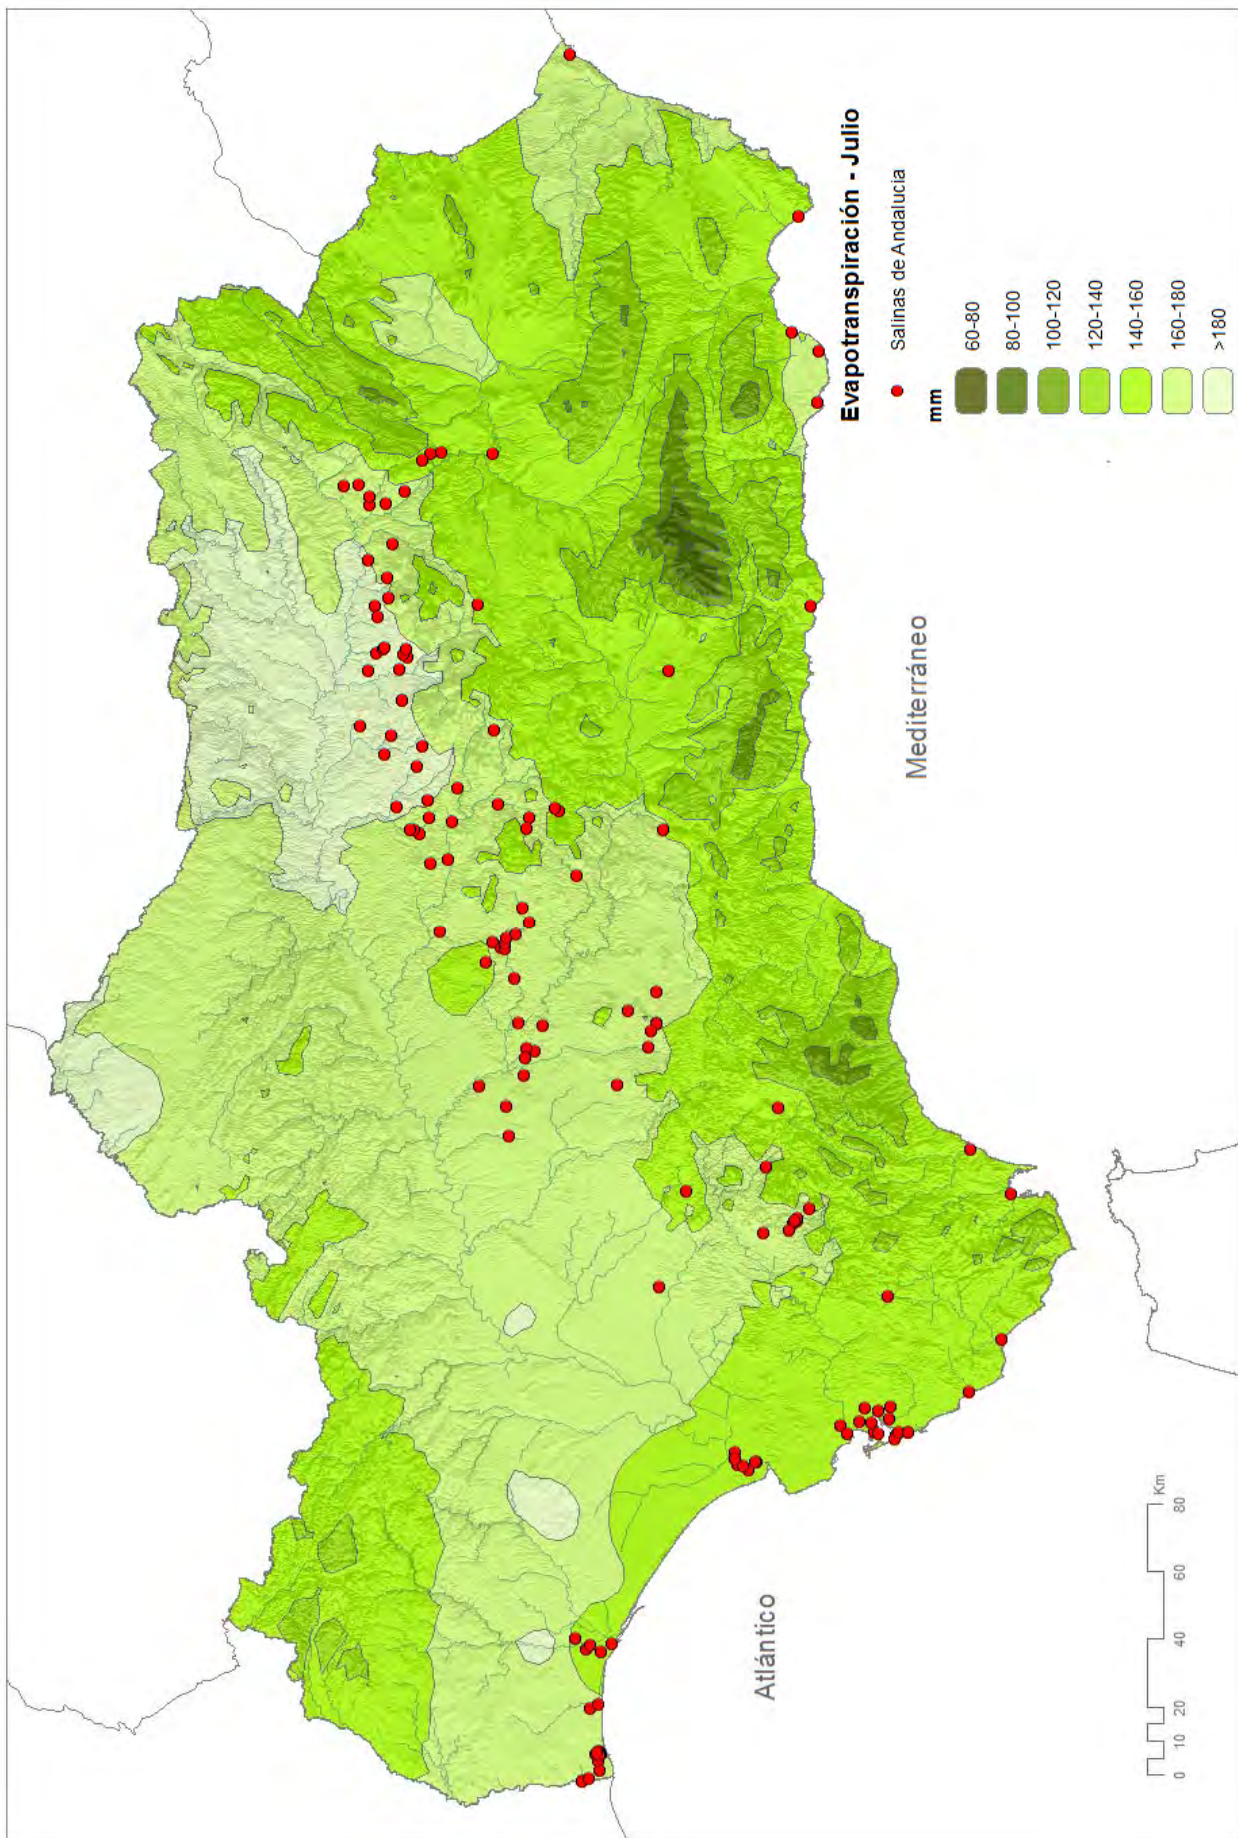 Evapotranspiración - Julio
Salinas de Andalucia
mm
60-80
80-100
100-120
120-140
140-160
160-180
>180
Mediterráneo
Atlántico
Km
0 10 20 40 60 80